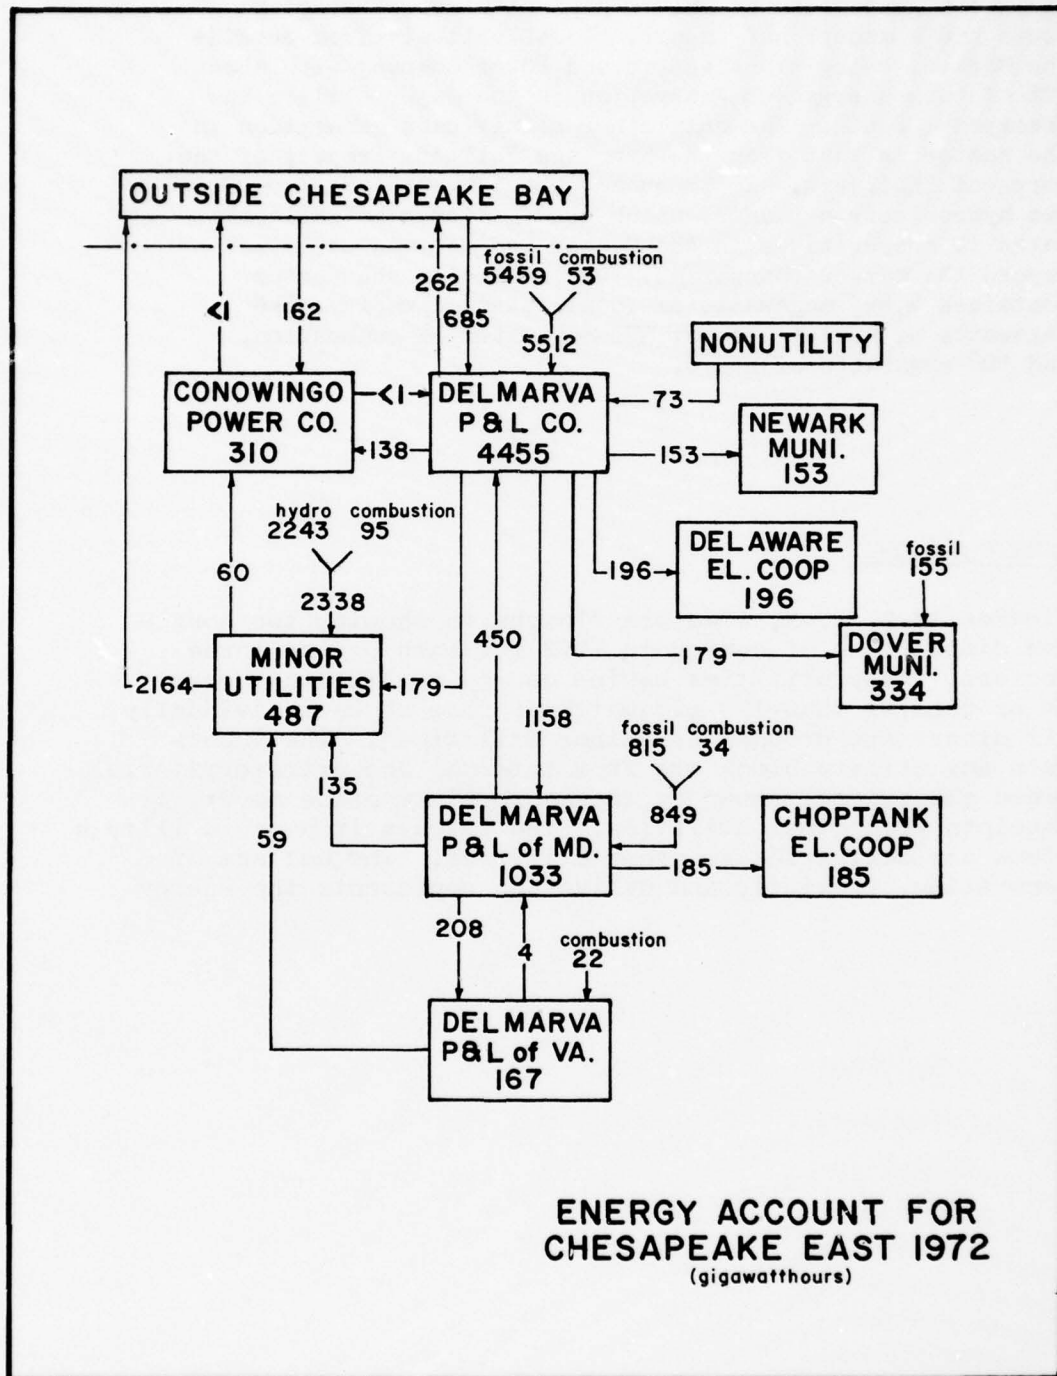 OUTSIDE CHESAPEAKE BAY
fossil combustion
5459 53
262
<1
162
685
5512
NONUTILITY
CONOWINGO
POWER CO.
310
<1
DELMARVA
P & L CO.
4455
73
NEWARK
MUNI.
153
138
153
hydro combustion
2243 95
DELAWARE
EL. COOP
196
fossil
155
60
196
2338
450
MINOR
UTILITIES
487
DOVER
MUNI.
334
179
2164
179
1158
fossil combustion
815 34
135
59
849
DELMARVA
P & L of MD.
1033
CHOPTANK
EL. COOP
185
185
208
4
combustion
22
DELMARVA
P & L of VA.
167
ENERGY ACCOUNT FOR
CHESAPEAKE EAST 1972
(gigawatthours)